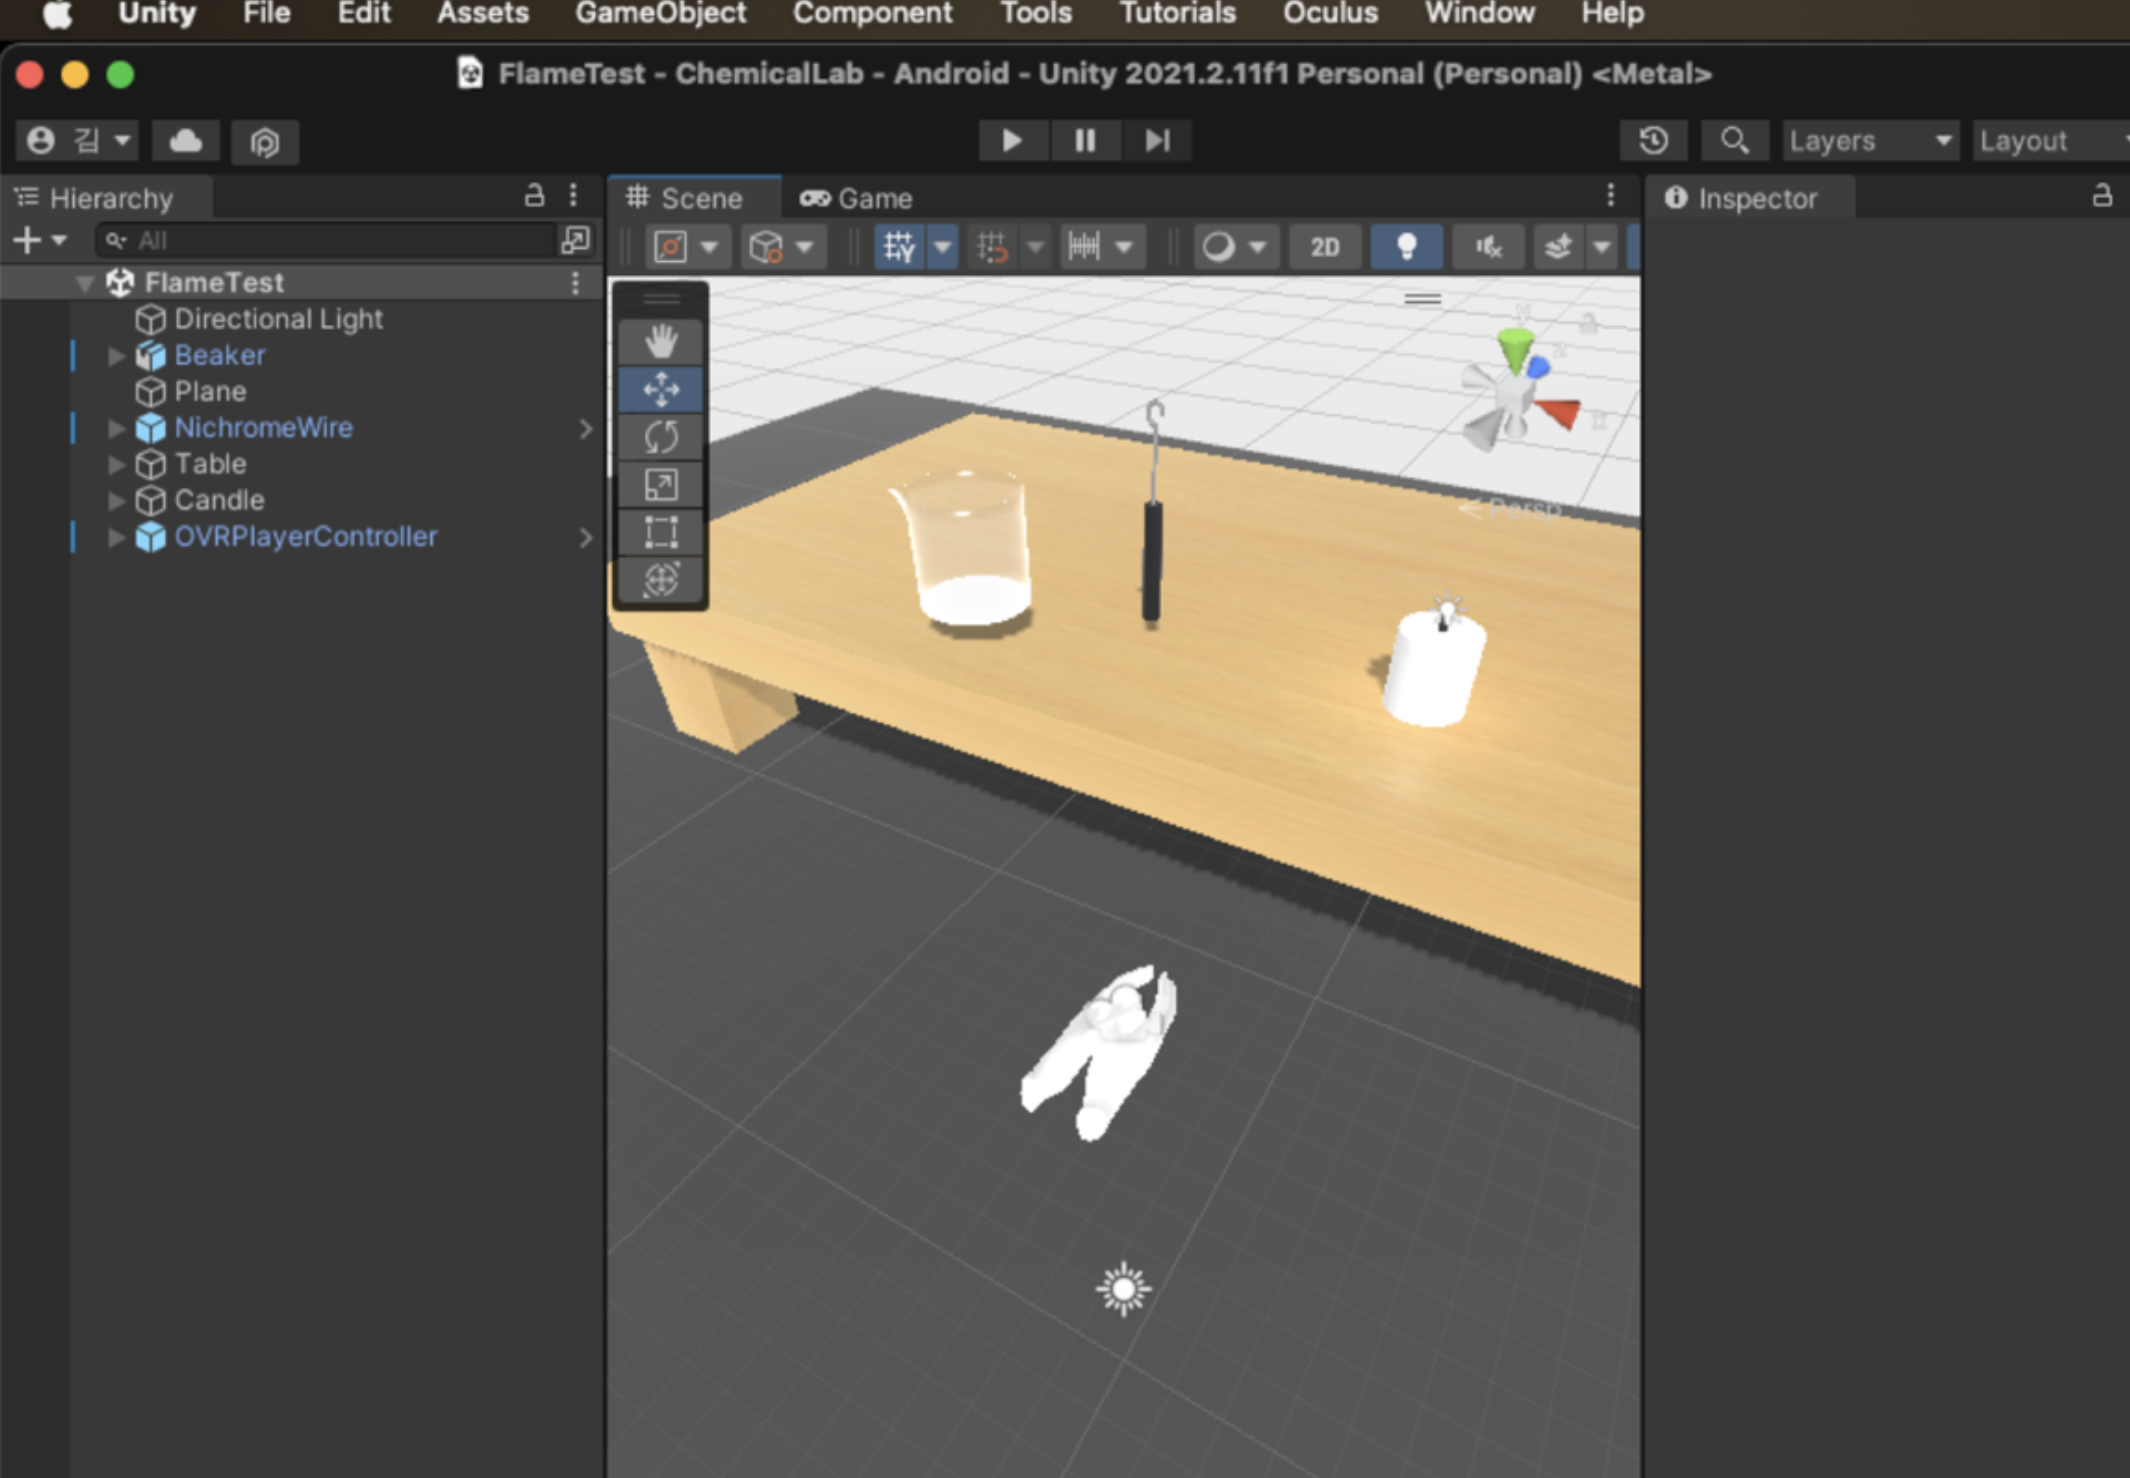 Unity File Edit Assets GameObject Component Tools Tutorials Oculus Window Help
FlameTest - ChemicalLab - Android - Unity 2021.2.11f1 Personal (Personal) <Metal>
김 Layers Layout
Hierarchy
All
FlameTest
Directional Light
Beaker
Plane
NichromeWire
Table
Candle
OVRPlayerController
Scene Game
2D
y
x
Persp
Inspector